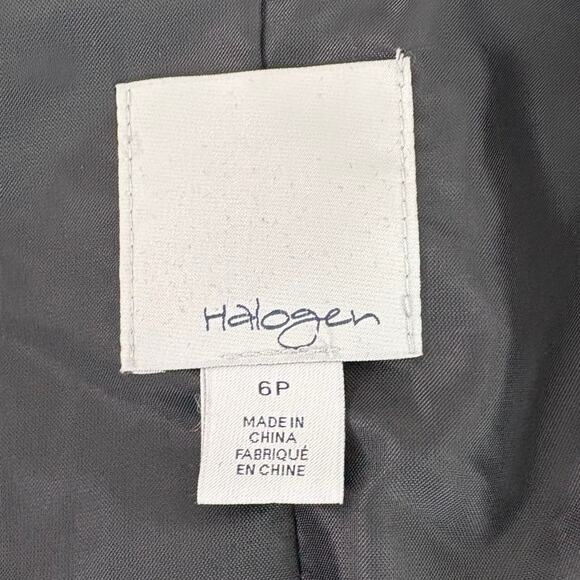 Halogen
6P
MADE IN
CHINA
FABRIQUÉ
EN CHINE